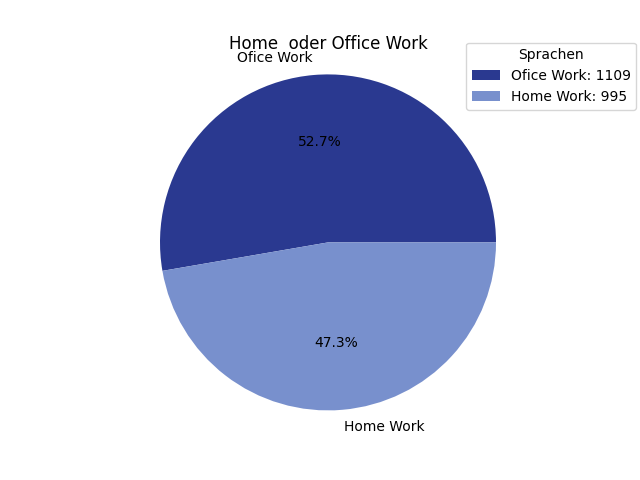 Home  oder Office Work
Ofice Work
Sprachen
Ofice Work: 1109
Home Work: 995
52.7%
47.3%
Home Work